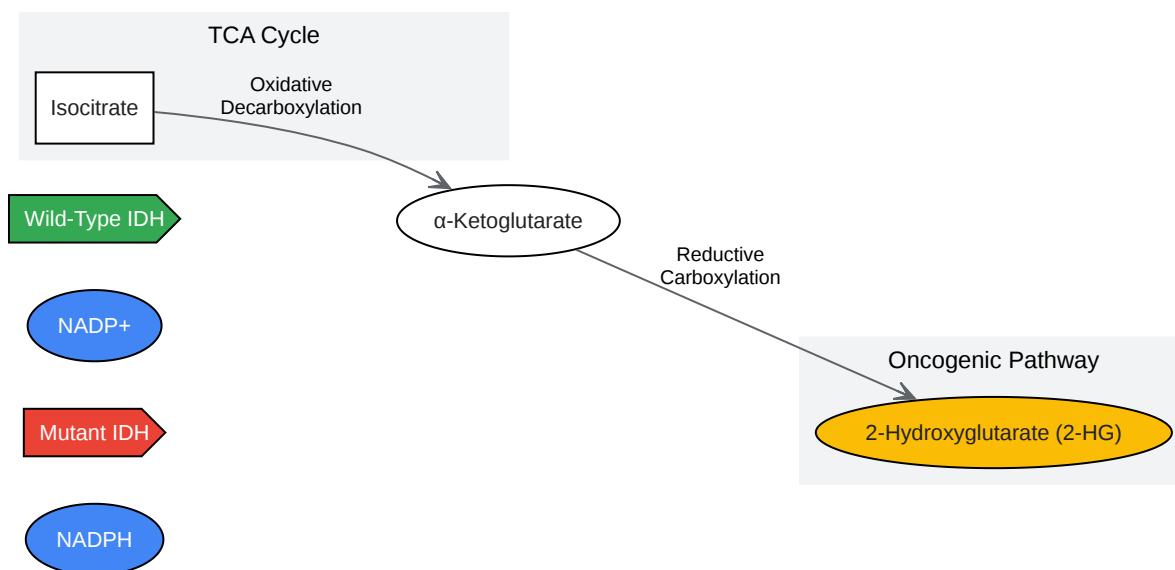 TCA Cycle
Isocitrate
Oxidative
Decarboxylation
Wild-Type IDH
α-Ketoglutarate
Reductive
Carboxylation
NADP+
Oncogenic Pathway
Mutant IDH
2-Hydroxyglutarate (2-HG)
NADPH